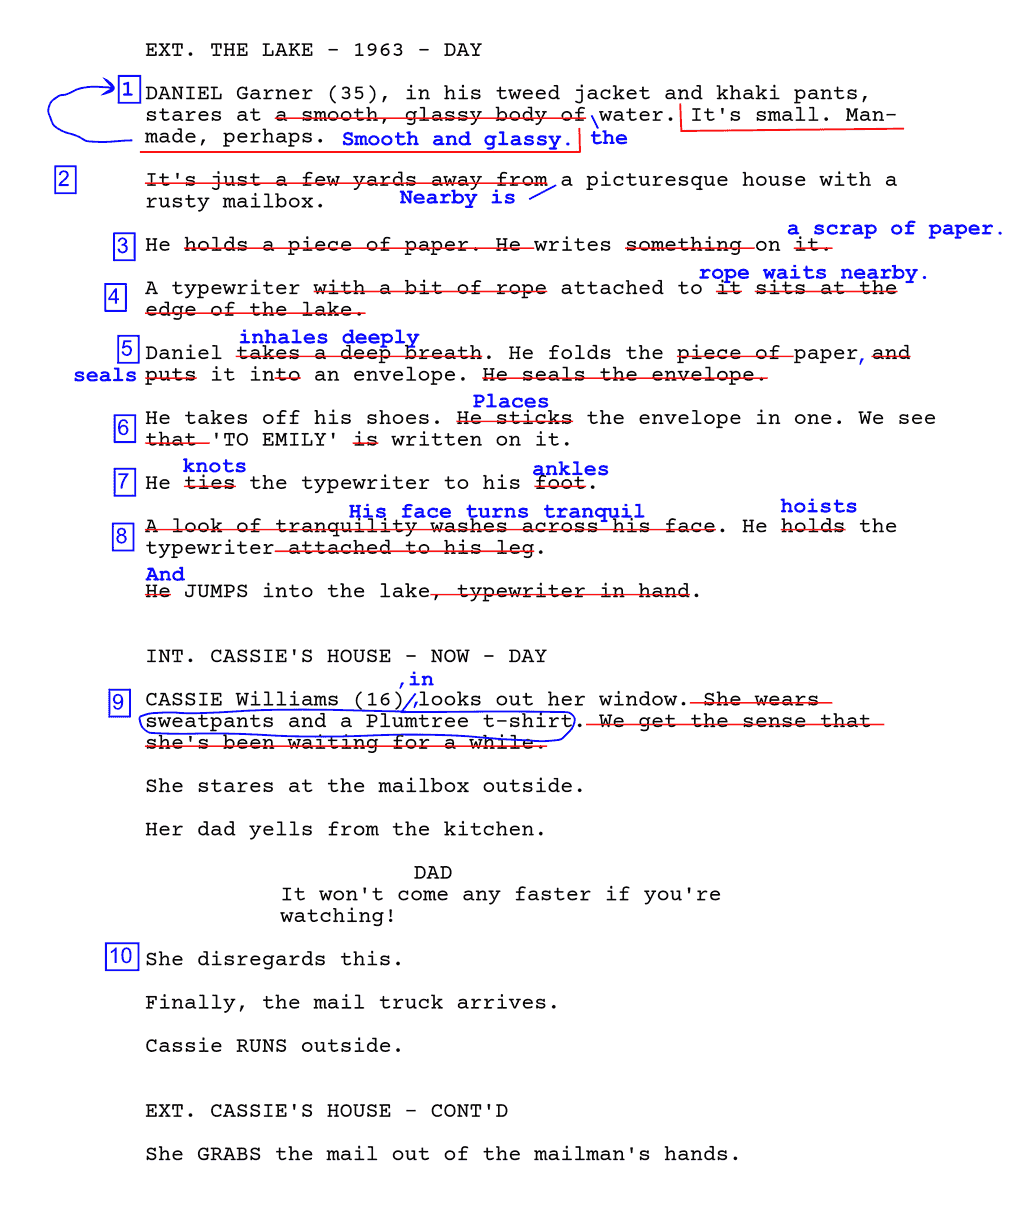 EXT. THE LAKE - 1963 - DAY
1 DANIEL Garner (35), in his tweed jacket and khaki pants,
stares at a smooth, glassy body of water. It's small. Man-
made, perhaps. Smooth and glassy. the
2 It's just a few yards away from a picturesque house with a
rusty mailbox. Nearby is
a scrap of paper.
3 He holds a piece of paper. He writes something on it.
rope waits nearby.
4 A typewriter with a bit of rope attached to it sits at the
edge of the lake.
inhales deeply
5 Daniel takes a deep breath. He folds the piece of paper, and
seals puts it into an envelope. He seals the envelope.
Places
6 He takes off his shoes. He sticks the envelope in one. We see
that 'TO EMILY' is written on it.
knots ankles
7 He ties the typewriter to his foot.
His face turns tranquil hoists
8 A look of tranquility washes across his face. He holds the
typewriter attached to his leg.
And
He JUMPS into the lake, typewriter in hand.
INT. CASSIE'S HOUSE - NOW - DAY
,in
9 CASSIE Williams (16), looks out her window. She wears
sweatpants and a Plumtree t-shirt. We get the sense that
she's been waiting for a while.
She stares at the mailbox outside.
Her dad yells from the kitchen.
DAD
It won't come any faster if you're
watching!
10 She disregards this.
Finally, the mail truck arrives.
Cassie RUNS outside.
EXT. CASSIE'S HOUSE - CONT'D
She GRABS the mail out of the mailman's hands.